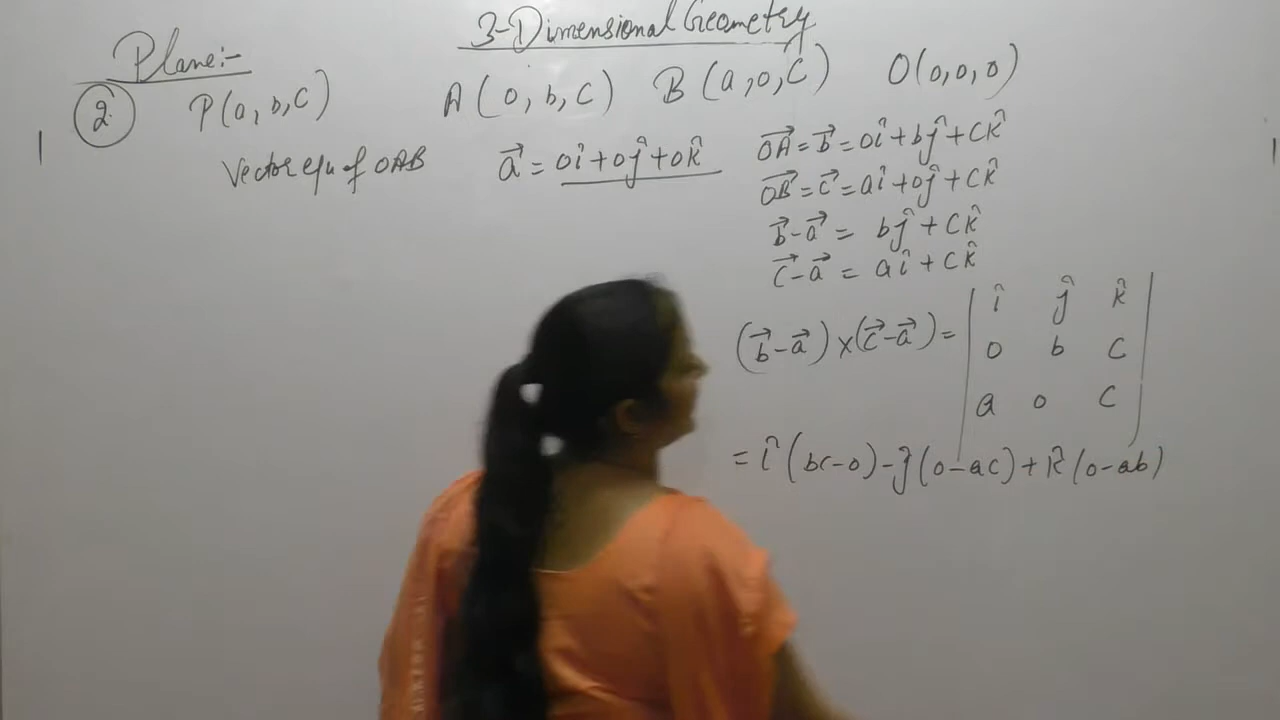 3-Dimensional Geometry
Plane:-
② P(a,b,c) A(0,b,c) B(a,0,c) O(0,0,0)
Vector equ of OAB a⃗ = 0î+0ĵ+0k̂ OA⃗ = b⃗ = 0î+bĵ+ck̂
OB⃗ = c⃗ = aî+0ĵ+ck̂
b⃗-a⃗ = bĵ+ck̂
c⃗-a⃗ = aî+ck̂
(b⃗-a⃗)×(c⃗-a⃗) = | î ĵ k̂ |
0 b c
a 0 c
= î(bc-0)-ĵ(0-ac)+k̂(0-ab)